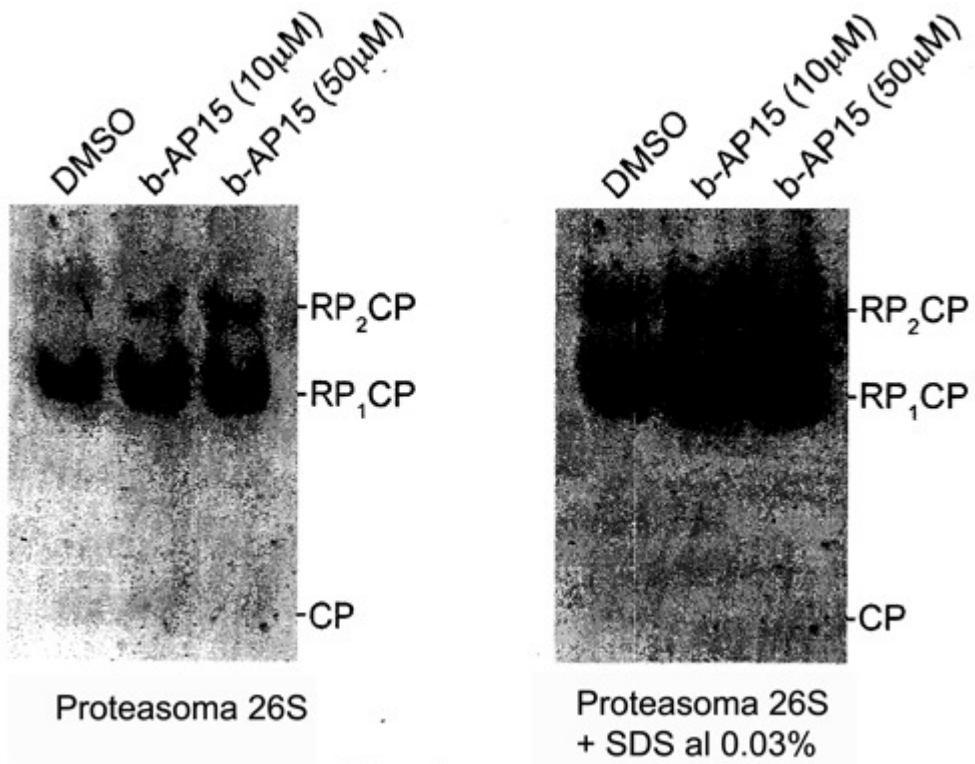 DMSO
b-AP15 (10μM)
b-AP15 (50μM)
-RP₂CP
-RP₁CP
-CP
Proteasoma 26S
DMSO
b-AP15 (10μM)
b-AP15 (50μM)
-RP₂CP
-RP₁CP
-CP
Proteasoma 26S
+ SDS al 0.03%